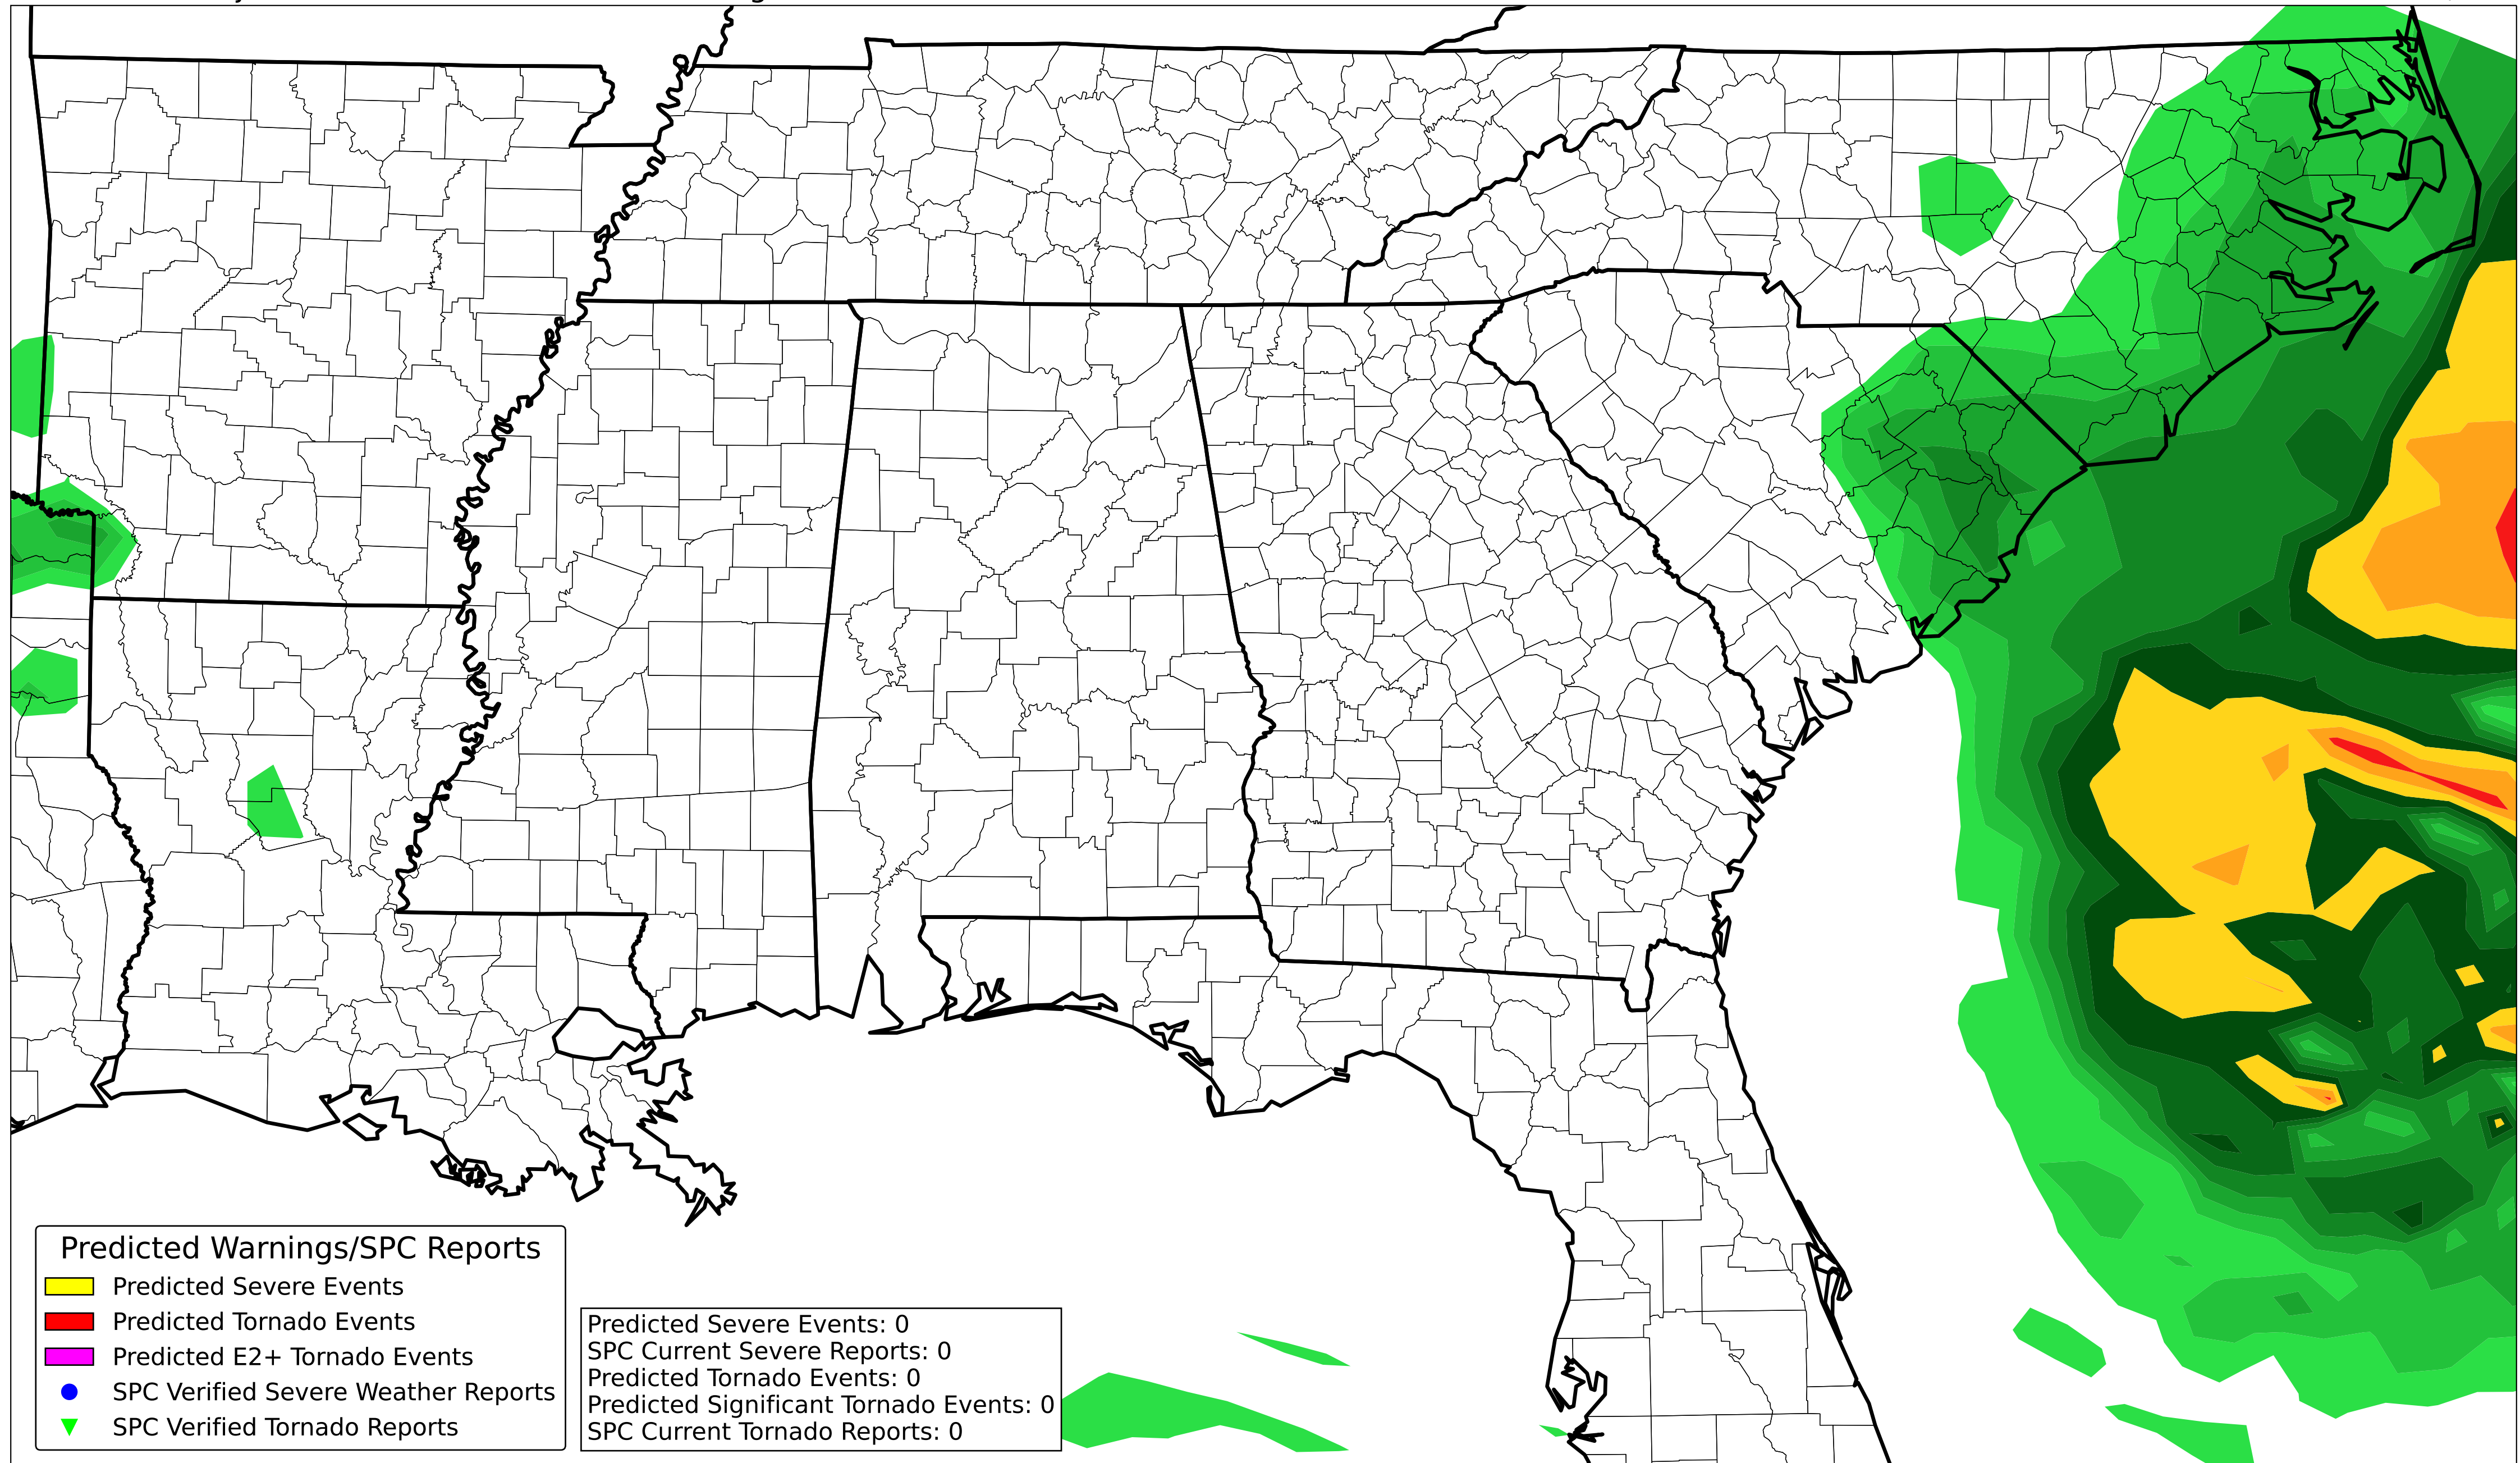 Predicted Warnings/SPC Reports
Predicted Severe Events
Predicted Tornado Events
Predicted E2+ Tornado Events
SPC Verified Severe Weather Reports
SPC Verified Tornado Reports
Predicted Severe Events: 0
SPC Current Severe Reports: 0
Predicted Tornado Events: 0
Predicted Significant Tornado Events: 0
SPC Current Tornado Reports: 0